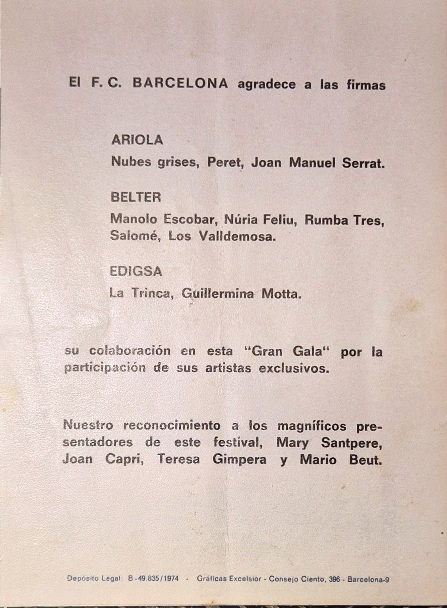 El F. C. BARCELONA agradece a las firmas
ARIOLA
Nubes grises, Peret, Joan Manuel Serrat.
BELTER
Manolo Escobar, Núria Feliu, Rumba Tres,
Salomé, Los Valldemosa.
EDIGSA
La Trinca, Guillermina Motta.
su colaboración en esta "Gran Gala" por la
participación de sus artistas exclusivos.
Nuestro reconocimiento a los magníficos pre-
sentadores de este festival, Mary Santpere,
Joan Capri, Teresa Gimpera y Mario Beut.
Depósito Legal: B-49.835/1974 - Gráficas Excelsior - Consejo Ciento, 396 - Barcelona-9